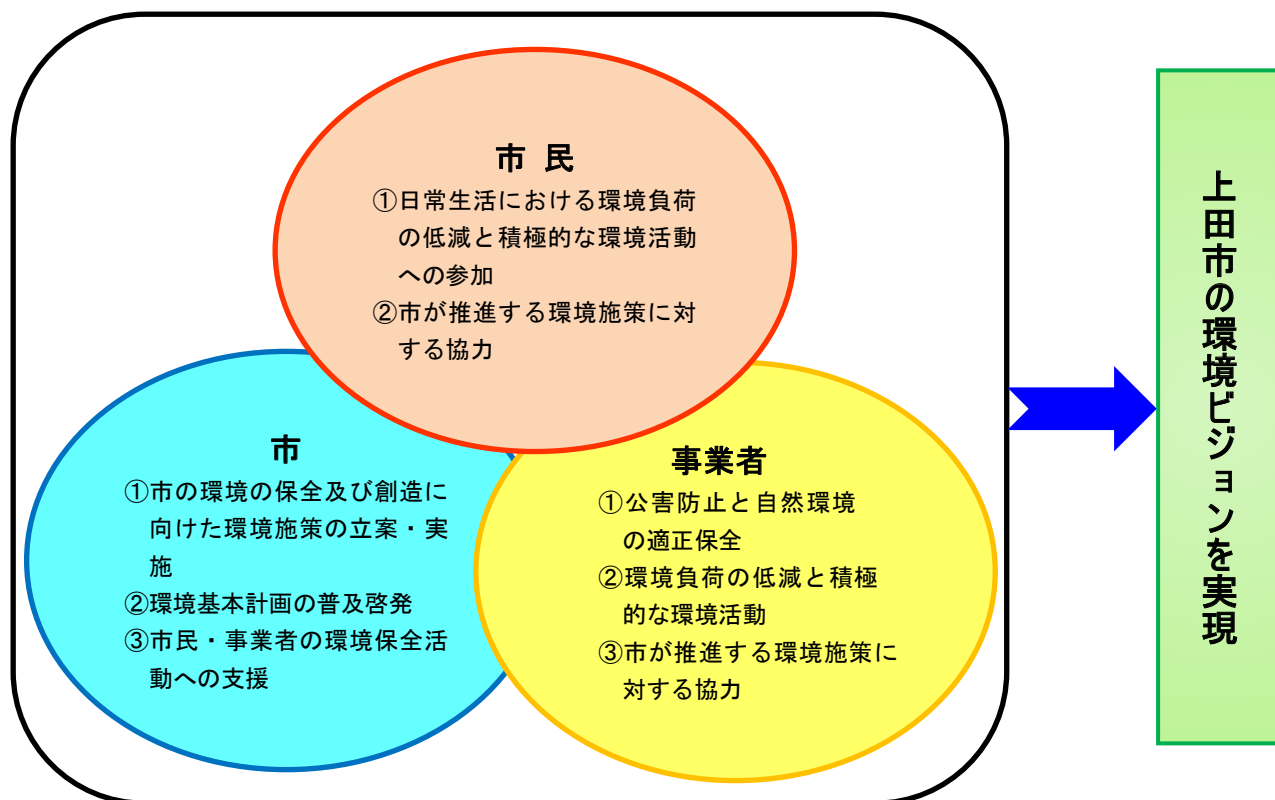 市 民
①日常生活における環境負荷
の低減と積極的な環境活動
への参加
②市が推進する環境施策に対
する協力
市
①市の環境の保全及び創造に
向けた環境施策の立案・実
施
②環境基本計画の普及啓発
③市民・事業者の環境保全活
動への支援
事業者
①公害防止と自然環境
の適正保全
②環境負荷の低減と積極
的な環境活動
③市が推進する環境施策に
対する協力
上田市の環境ビジョンを実現